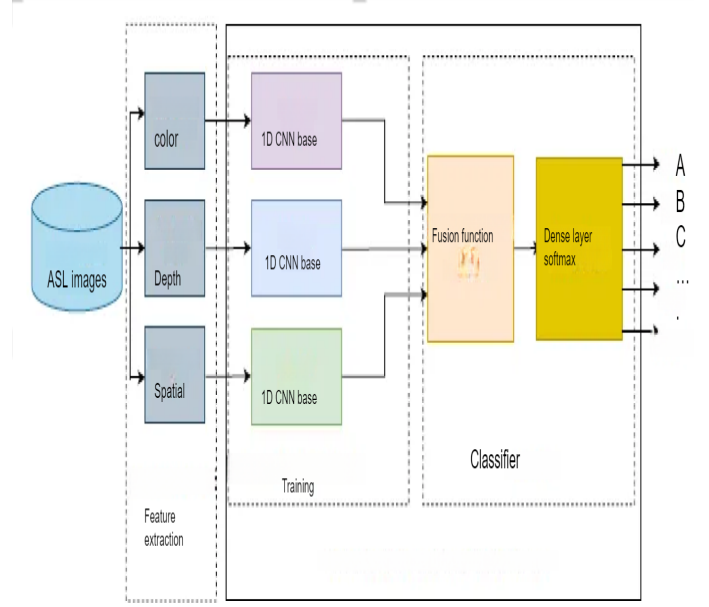 color
1D CNN base
A
B
C
...
.
Fusion function
Dense layer
softmax
ASL images
Depth
1D CNN base
Spatial
1D CNN base
Classifier
Training
Feature
extraction